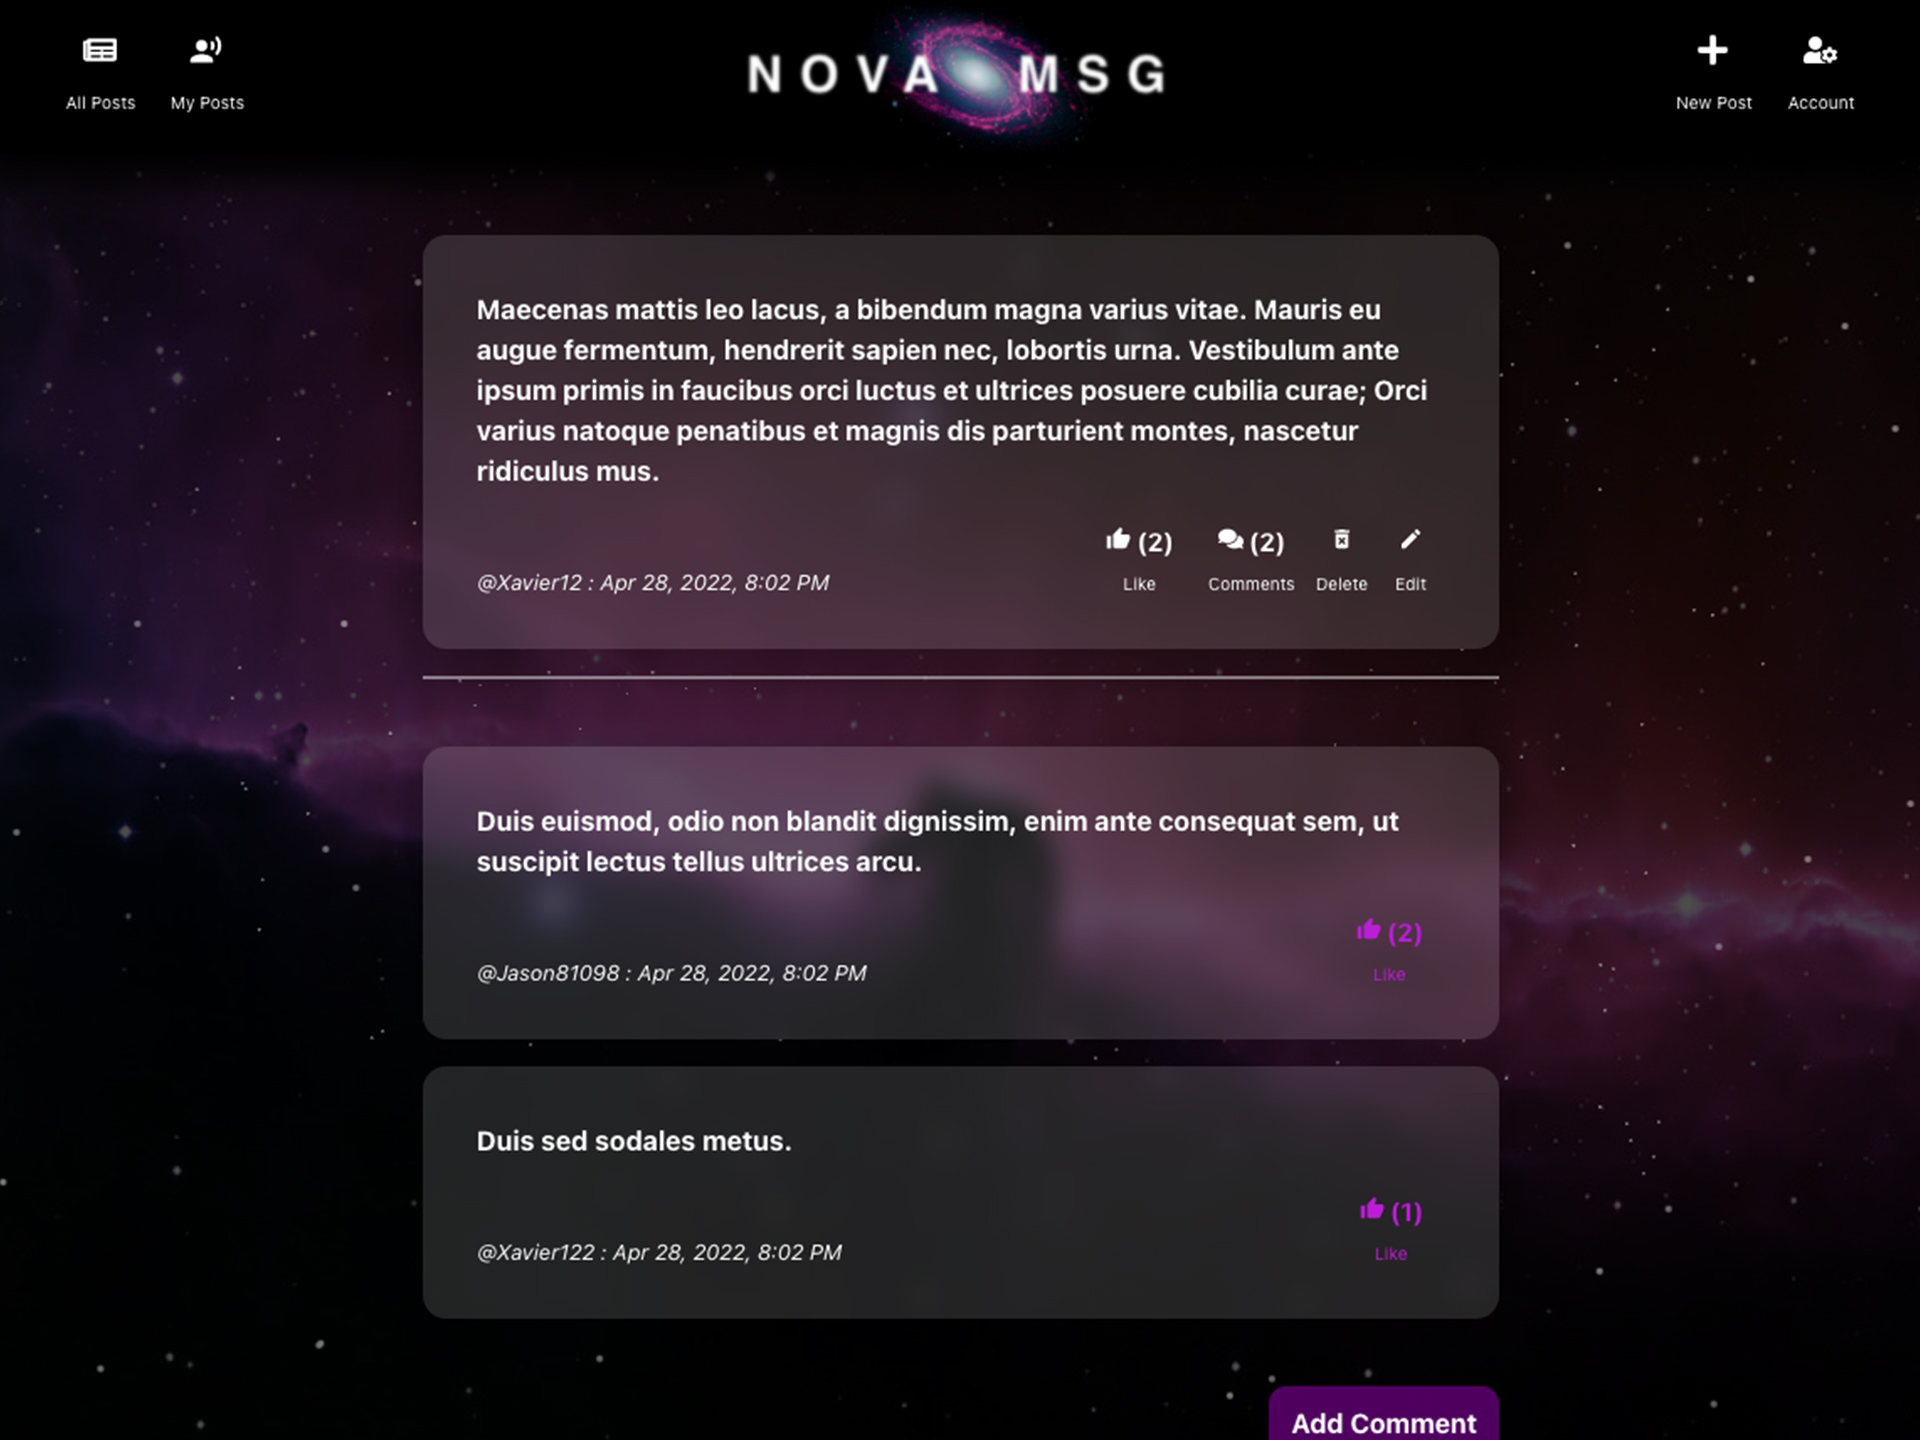 All Posts
My Posts
NOVA MSG
New Post
Account
Maecenas mattis leo lacus, a bibendum magna varius vitae. Mauris eu
augue fermentum, hendrerit sapien nec, lobortis urna. Vestibulum ante
ipsum primis in faucibus orci luctus et ultrices posuere cubilia curae; Orci
varius natoque penatibus et magnis dis parturient montes, nascetur
ridiculus mus.
(2)
(2)
@Xavier12 : Apr 28, 2022, 8:02 PM
Like
Comments
Delete
Edit
Duis euismod, odio non blandit dignissim, enim ante consequat sem, ut
suscipit lectus tellus ultrices arcu.
(2)
@Jason81098 : Apr 28, 2022, 8:02 PM
Like
Duis sed sodales metus.
(1)
@Xavier122 : Apr 28, 2022, 8:02 PM
Like
Add Comment